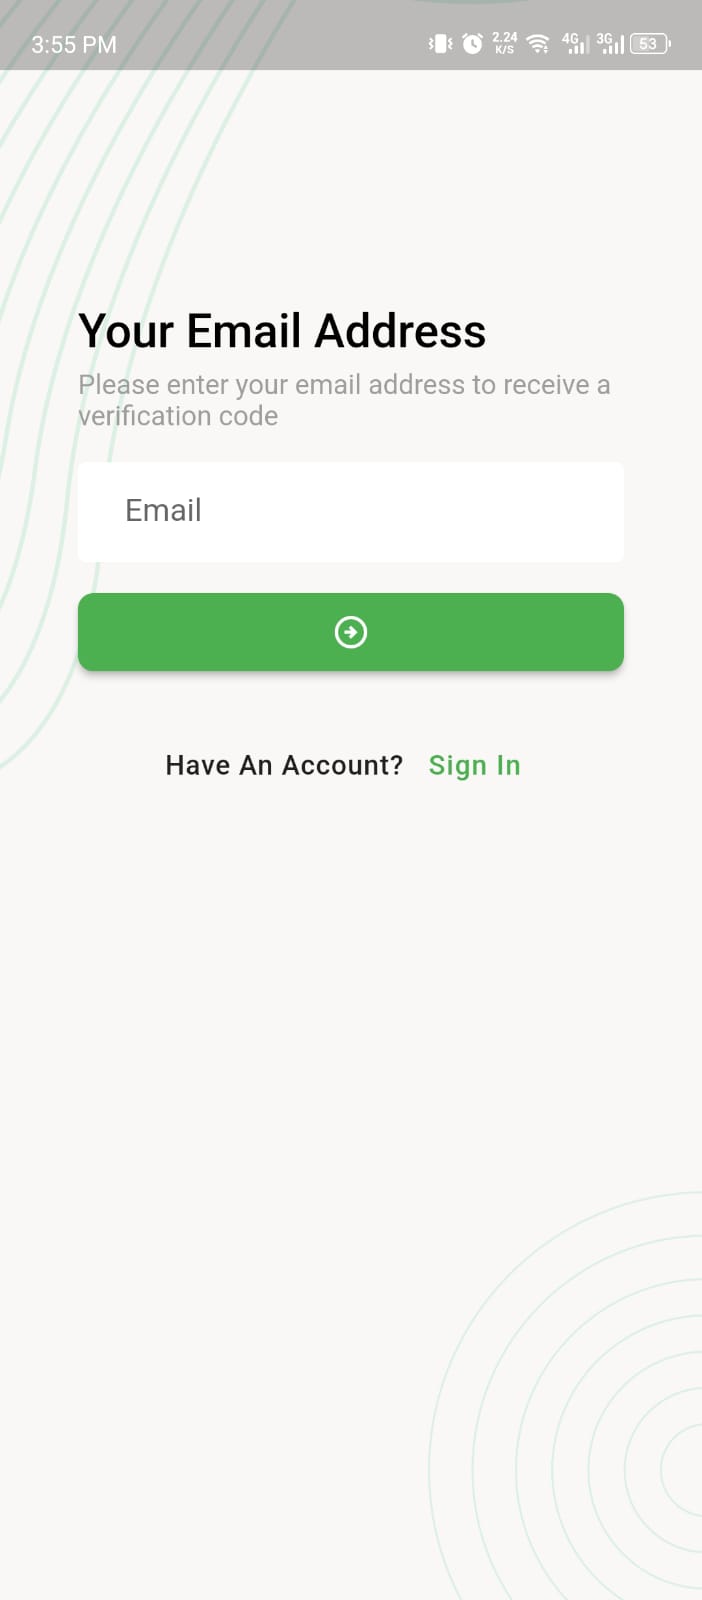 3:55 PM
2.24
K/S
4G
3G
53
Your Email Address
Please enter your email address to receive a
verification code
Email
Have An Account? Sign In